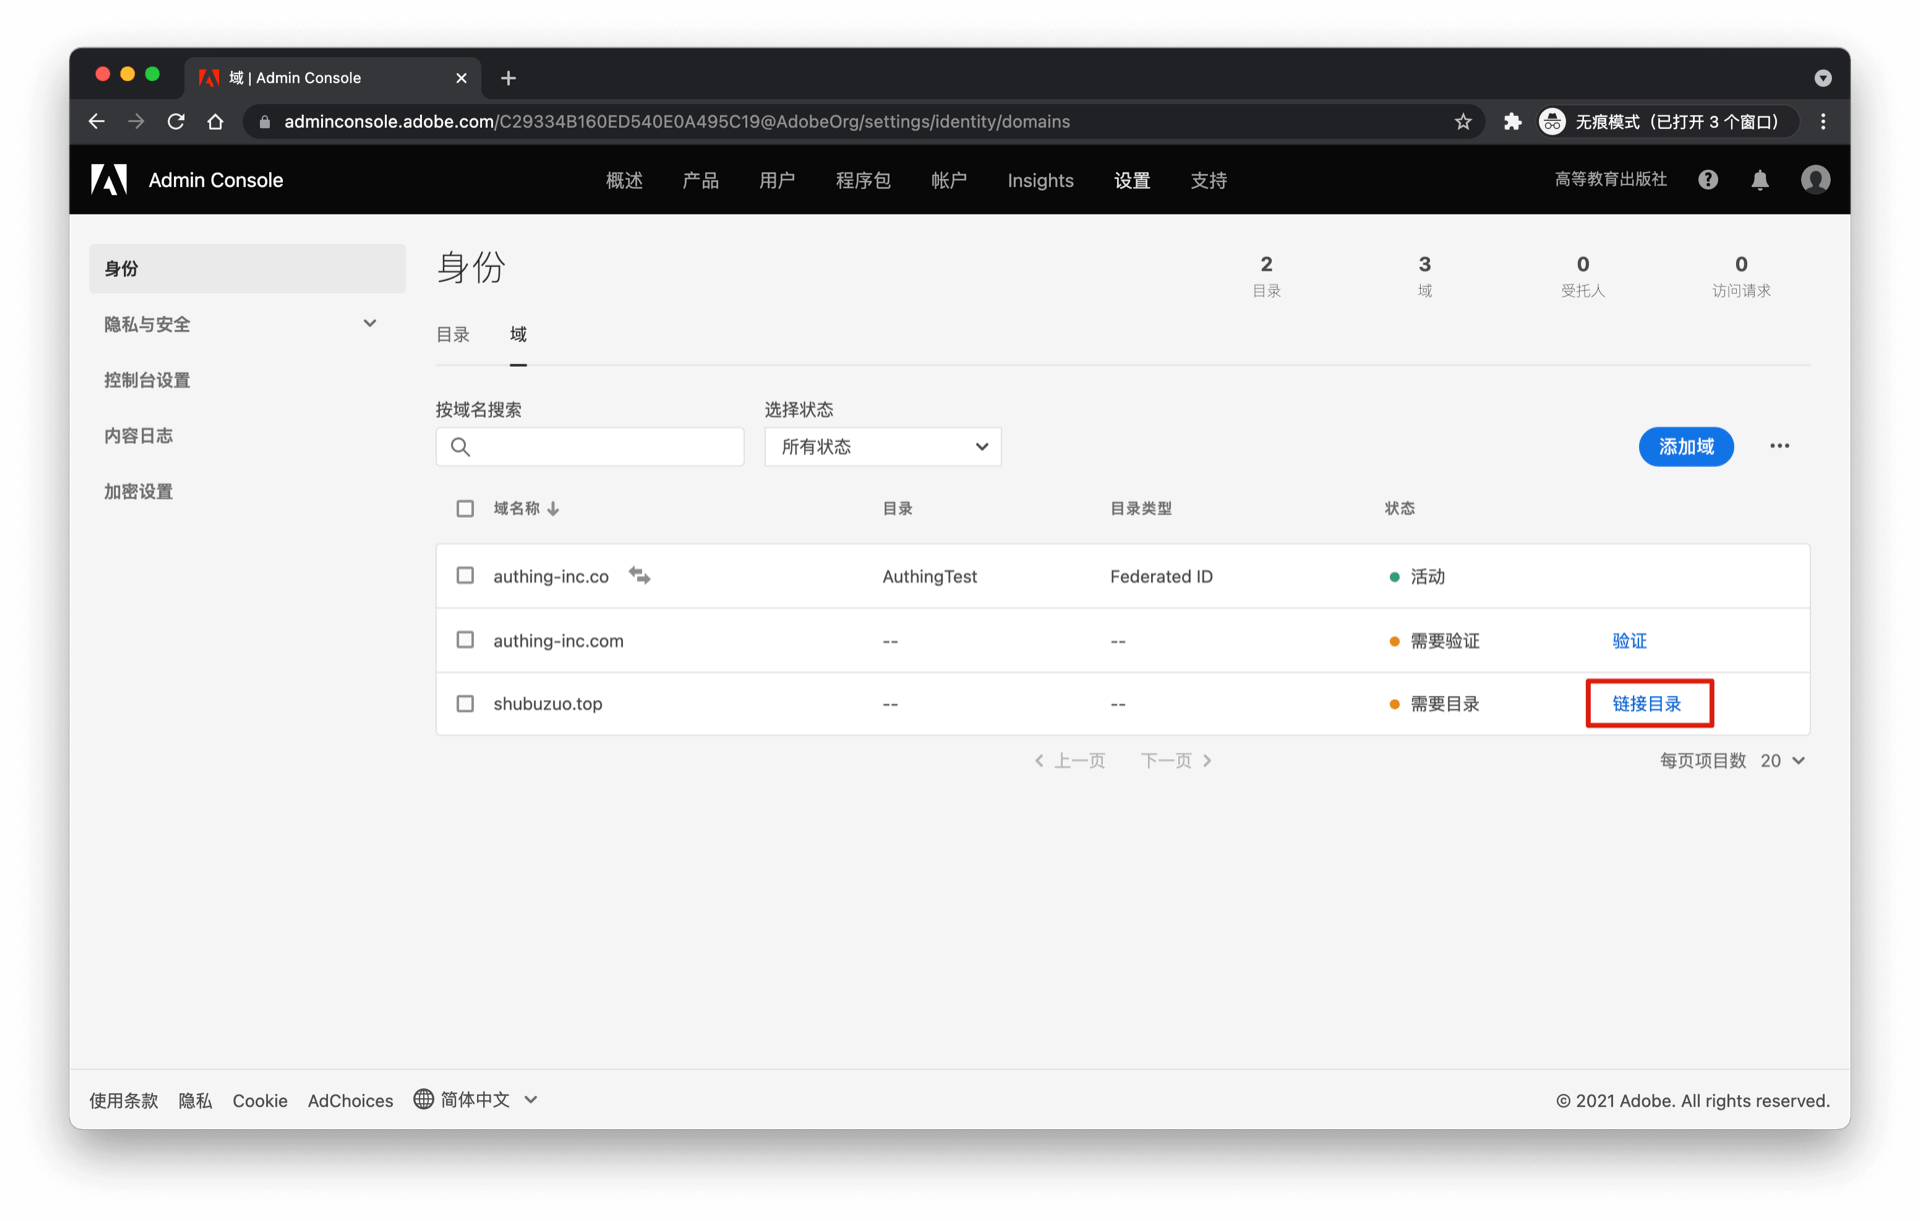 域 | Admin Console
adminconsole.adobe.com/C29334B160ED540E0A495C19@AdobeOrg/settings/identity/domains
无痕模式（已打开 3 个窗口）
Admin Console
概述 产品 用户 程序包 帐户 Insights 设置 支持
高等教育出版社
身份
隐私与安全
控制台设置
内容日志
加密设置
身份
2 3 0 0
目录 域 受托人 访问请求
目录 域
按域名搜索 选择状态
所有状态
添加域
域名称 目录 目录类型 状态
authing-inc.co AuthingTest Federated ID 活动
authing-inc.com -- -- 需要验证 验证
shubuzuo.top -- -- 需要目录 链接目录
上一页 下一页
每页项目数 20
使用条款 隐私 Cookie AdChoices 简体中文
© 2021 Adobe. All rights reserved.